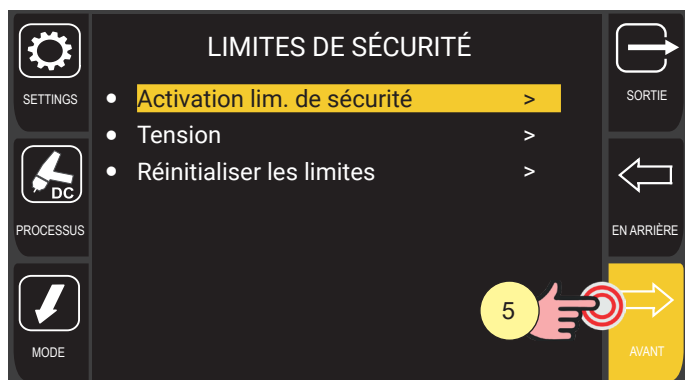 LIMITES DE SÉCURITÉ
SETTINGS
SORTIE
• Activation lim. de sécurité >
• Tension >
• Réinitialiser les limites >
DC
PROCESSUS
EN ARRIÈRE
5
MODE
AVANT